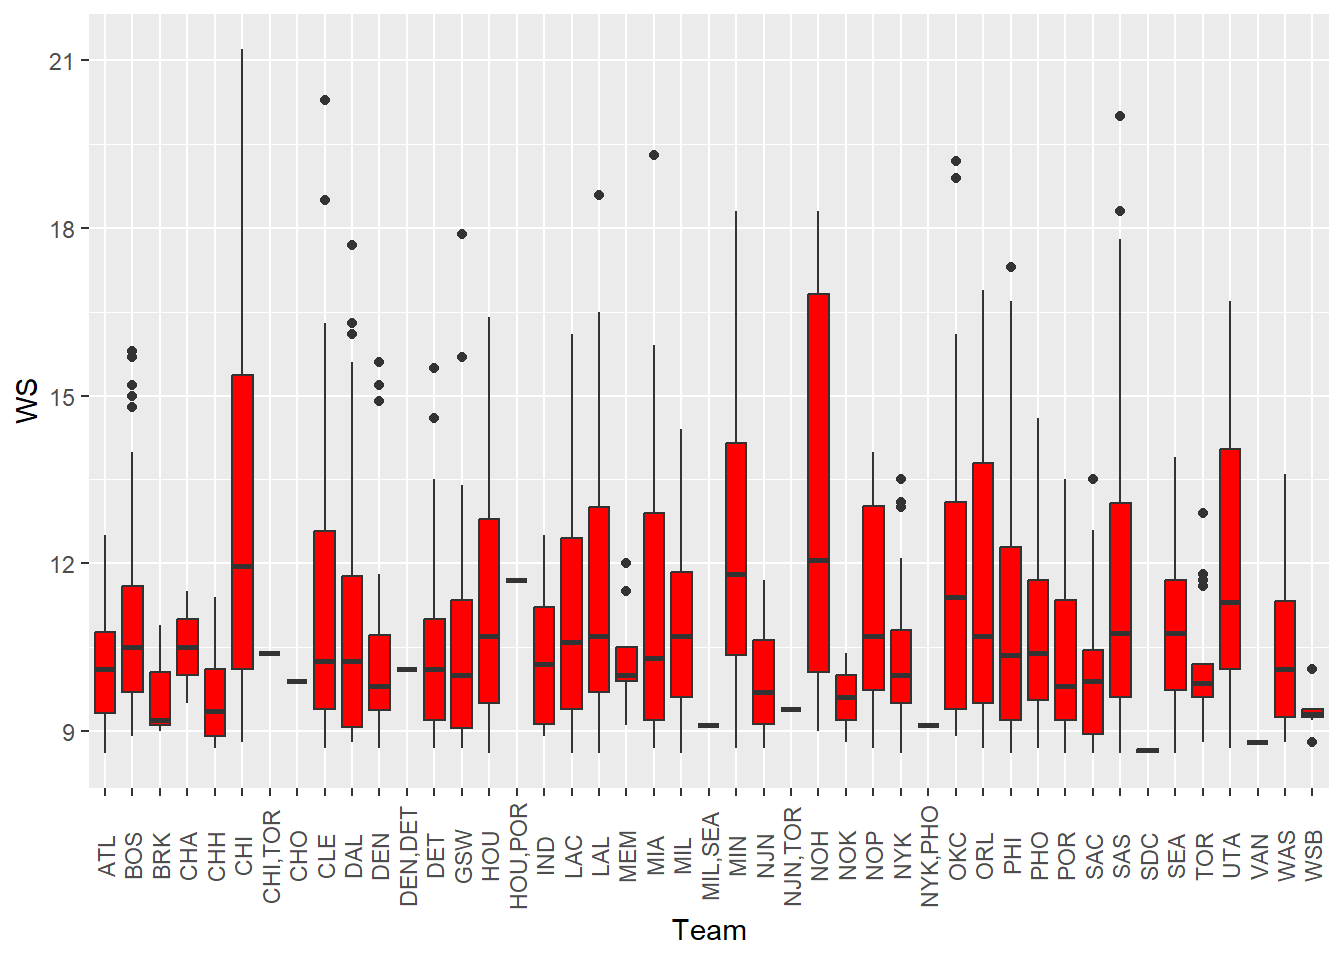 21
18
15
12
9
WS
ATL
BOS
BRK
CHA
CHH
CHI
CHI,TOR
CHO
CLE
DAL
DEN
DEN,DET
DET
GSW
HOU
HOU,POR
IND
LAC
LAL
MEM
MIA
MIL
MIL,SEA
MIN
NJN
NJN,TOR
NOH
NOK
NOP
NYK
NYK,PHO
OKC
ORL
PHI
PHO
POR
SAC
SAS
SDC
SEA
TOR
UTA
VAN
WAS
WSB
Team